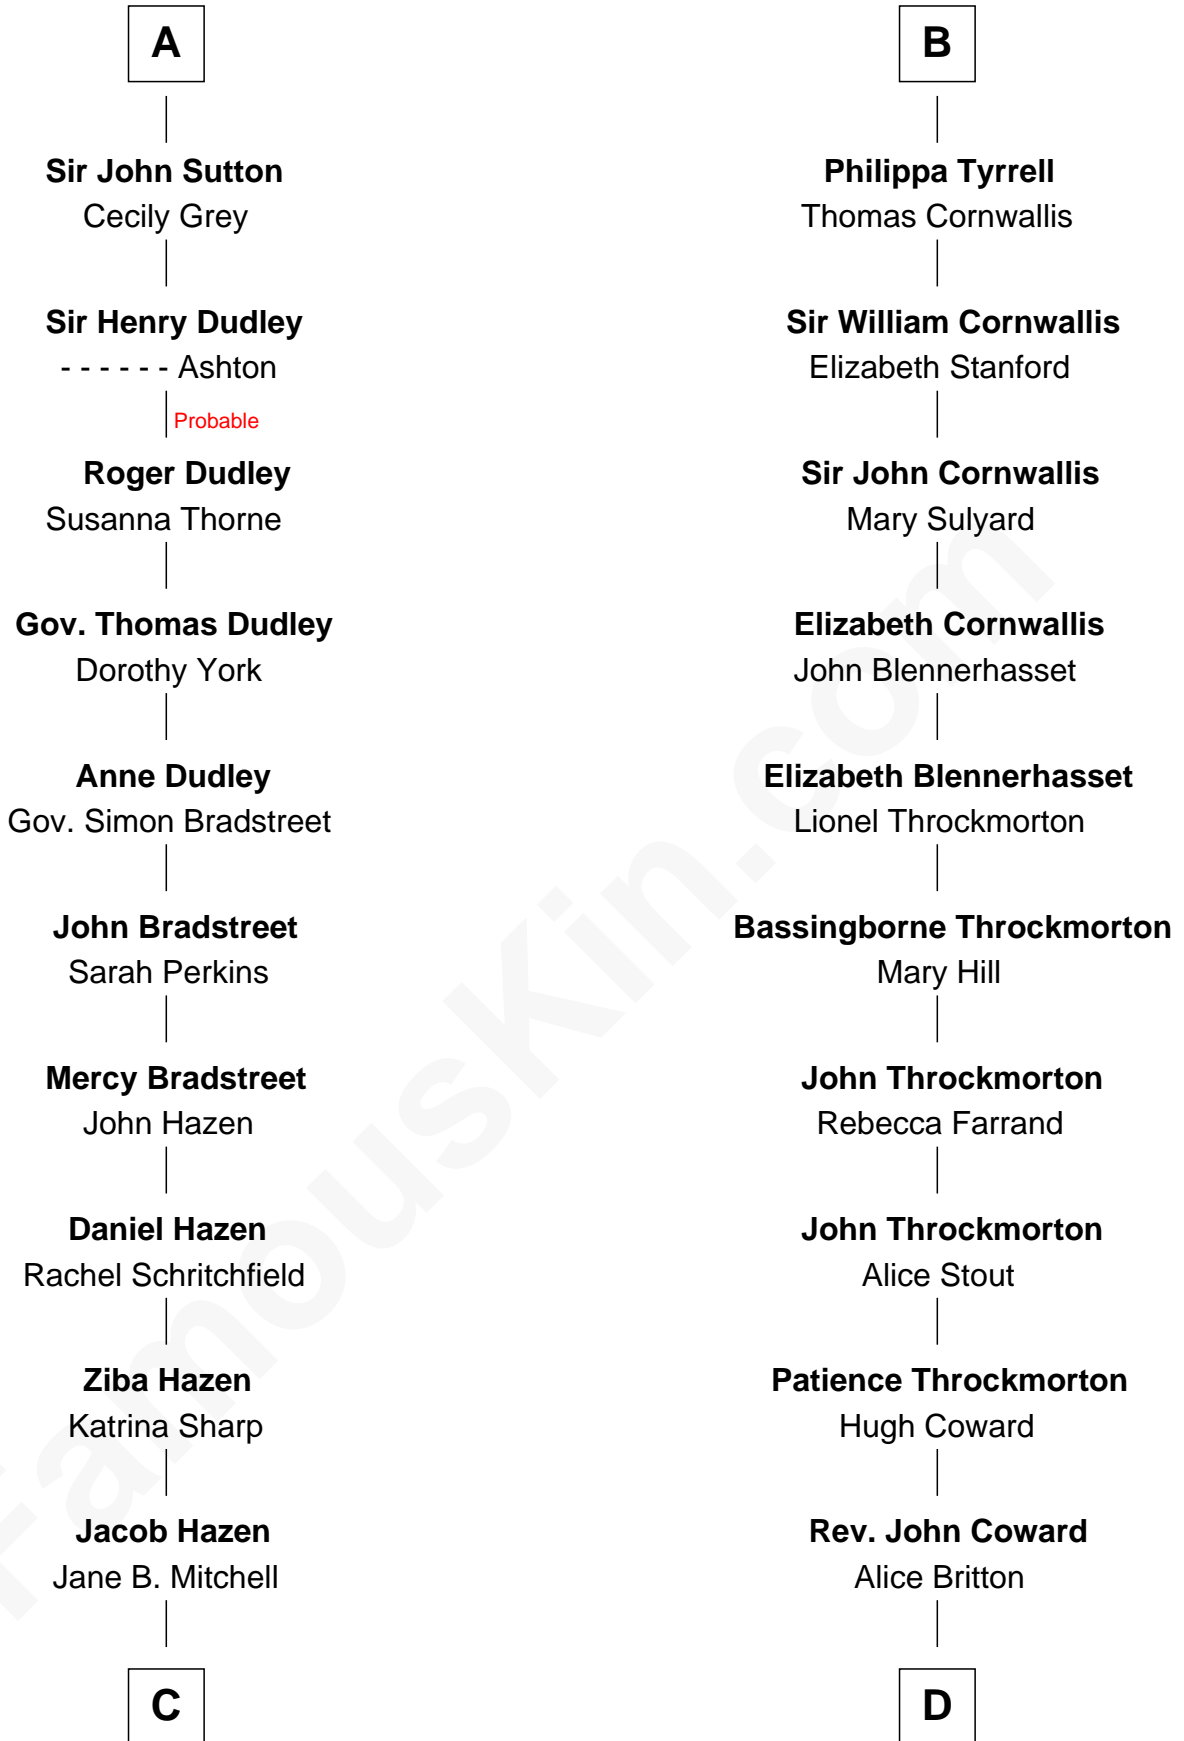 A
Sir John Sutton
Cecily Grey
Sir Henry Dudley
- - - - - - Ashton
Probable
Roger Dudley
Susanna Thorne
Gov. Thomas Dudley
Dorothy York
Anne Dudley
Gov. Simon Bradstreet
John Bradstreet
Sarah Perkins
Mercy Bradstreet
John Hazen
Daniel Hazen
Rachel Schritchfield
Ziba Hazen
Katrina Sharp
Jacob Hazen
Jane B. Mitchell
C
B
Philippa Tyrrell
Thomas Cornwallis
Sir William Cornwallis
Elizabeth Stanford
Sir John Cornwallis
Mary Sulyard
Elizabeth Cornwallis
John Blennerhasset
Elizabeth Blennerhasset
Lionel Throckmorton
Bassingborne Throckmorton
Mary Hill
John Throckmorton
Rebecca Farrand
John Throckmorton
Alice Stout
Patience Throckmorton
Hugh Coward
Rev. John Coward
Alice Britton
D
FamousKin.com